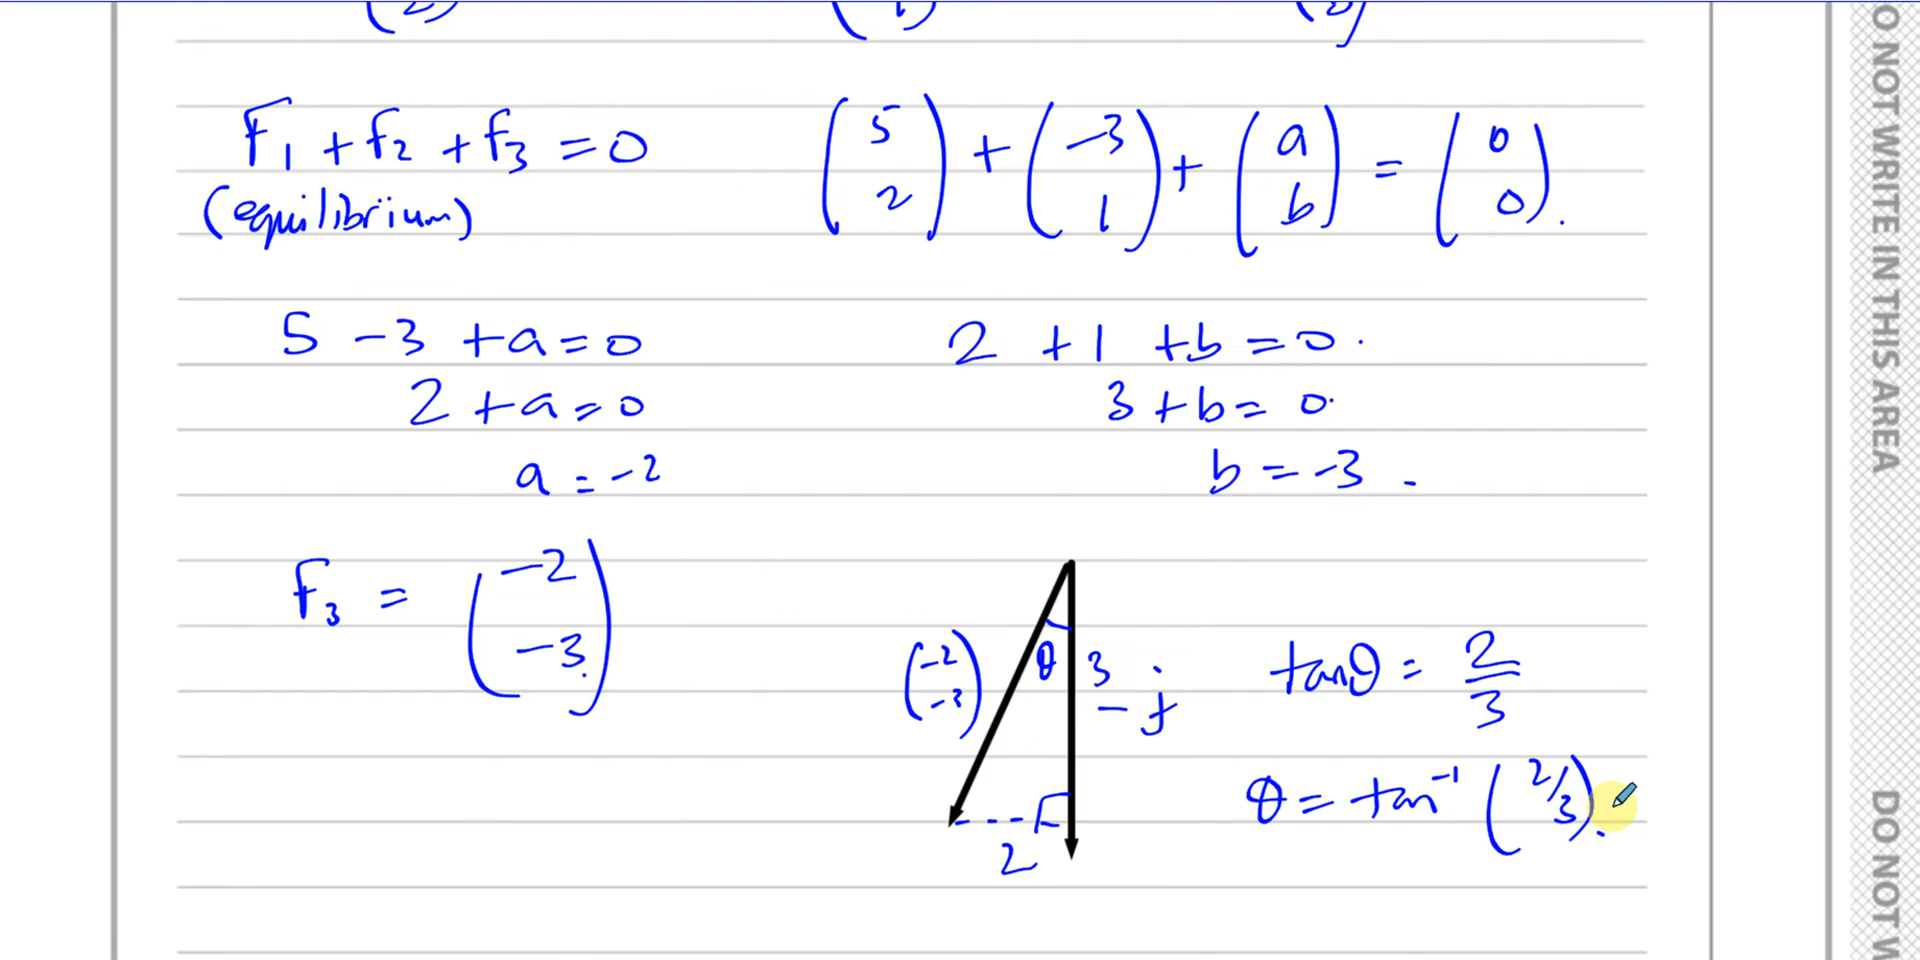 (2) (1) (b)
F₁ + F₂ + F₃ = 0 (5 2) + (-3 1) + (a b) = (0 0).
(equilibrium)
5 - 3 + a = 0 2 + 1 + b = 0.
2 + a = 0 3 + b = 0.
a = -2 b = -3.
F₃ = (-2 -3)
(-2 -3) θ 3 -j tanθ = 2/3
2 θ = tan⁻¹ (2/3).
O NOT WRITE IN THIS AREA
DO NOT W